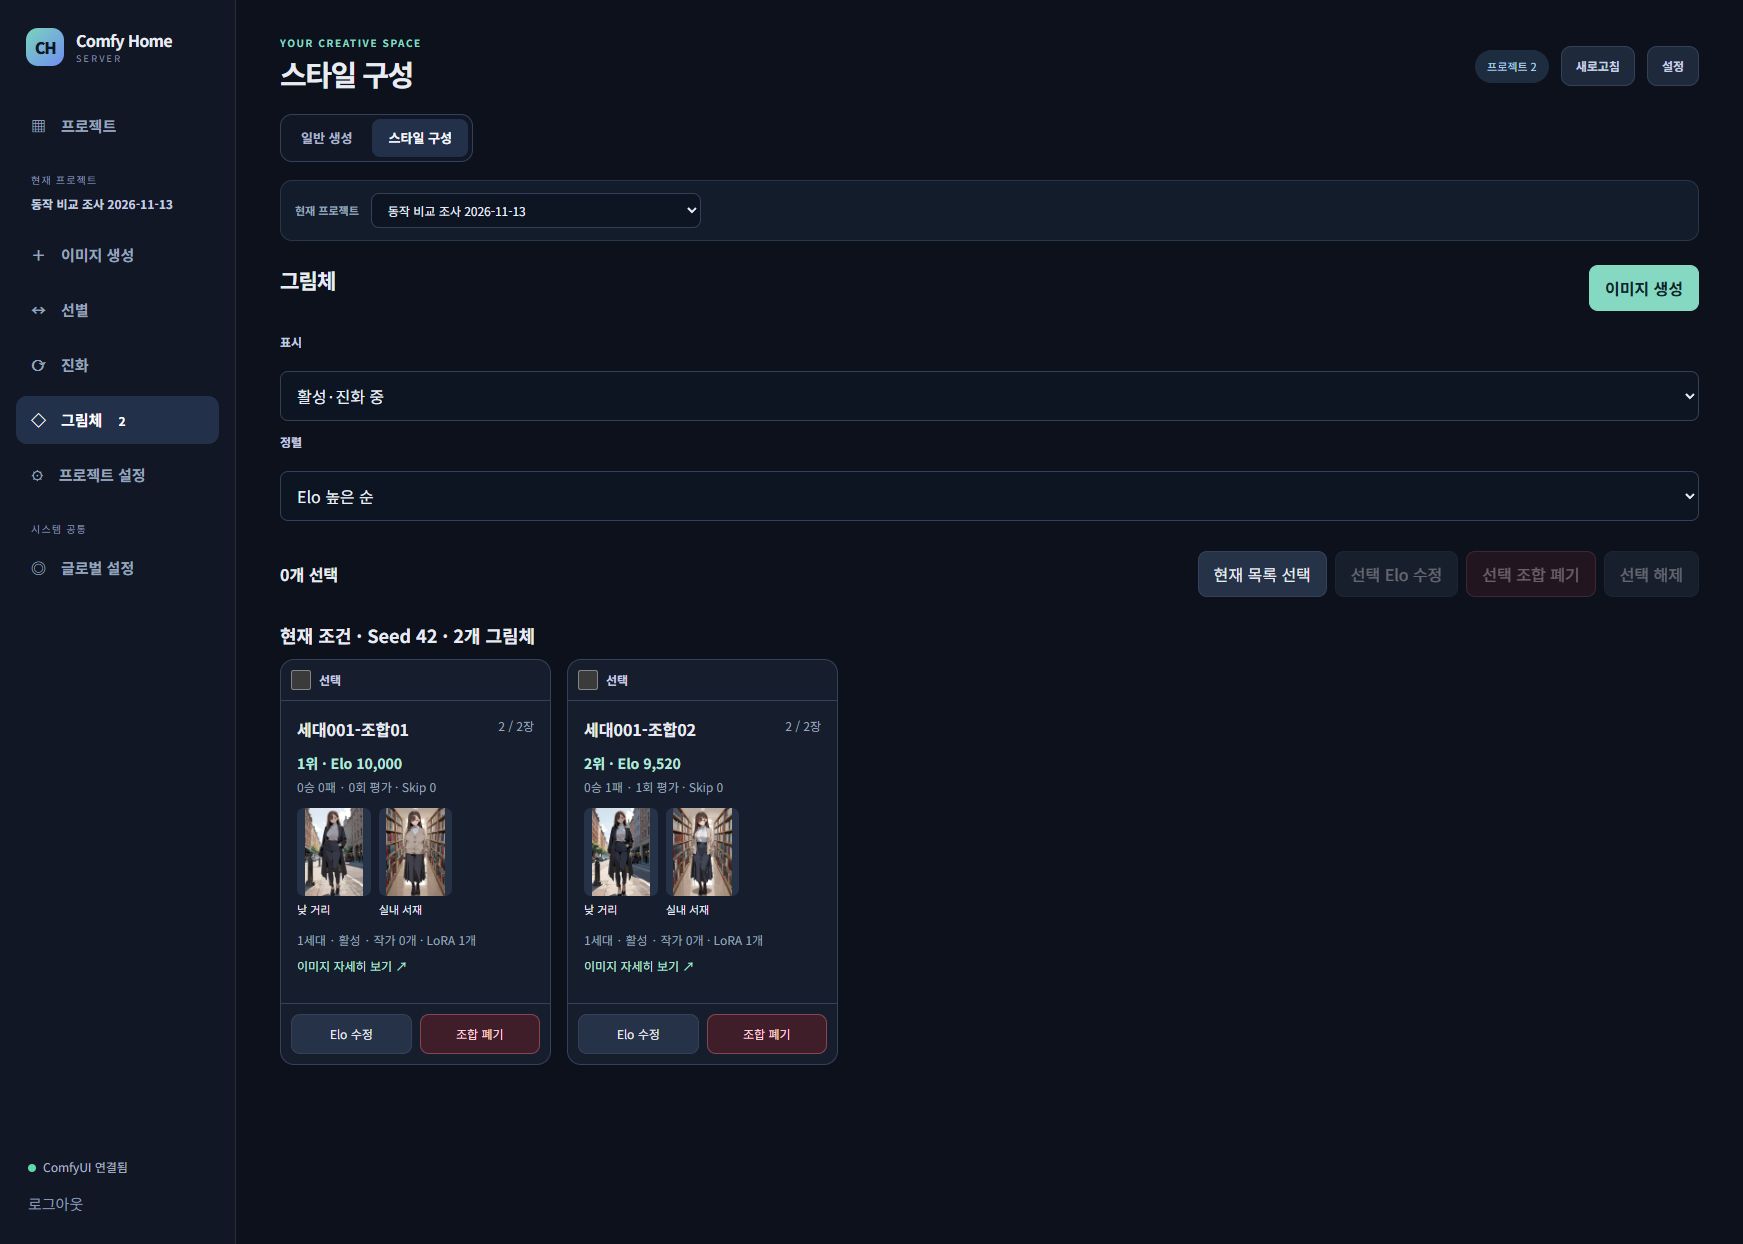 CH
Comfy Home
SERVER
프로젝트
현재 프로젝트
동작 비교 조사 2026-11-13
이미지 생성
선별
진화
그림체 2
프로젝트 설정
시스템 공통
글로벌 설정
ComfyUI 연결됨
로그아웃
YOUR CREATIVE SPACE
스타일 구성
프로젝트 2
새로고침
설정
일반 생성
스타일 구성
현재 프로젝트
동작 비교 조사 2026-11-13
그림체
이미지 생성
표시
활성·진화 중
정렬
Elo 높은 순
0개 선택
현재 목록 선택
선택 Elo 수정
선택 조합 폐기
선택 해제
현재 조건 · Seed 42 · 2개 그림체
선택
세대001-조합01
2 / 2장
1위 · Elo 10,000
0승 0패 · 0회 평가 · Skip 0
낮 거리
실내 서재
1세대 · 활성 · 작가 0개 · LoRA 1개
이미지 자세히 보기 ↗
Elo 수정
조합 폐기
선택
세대001-조합02
2 / 2장
2위 · Elo 9,520
0승 1패 · 1회 평가 · Skip 0
낮 거리
실내 서재
1세대 · 활성 · 작가 0개 · LoRA 1개
이미지 자세히 보기 ↗
Elo 수정
조합 폐기